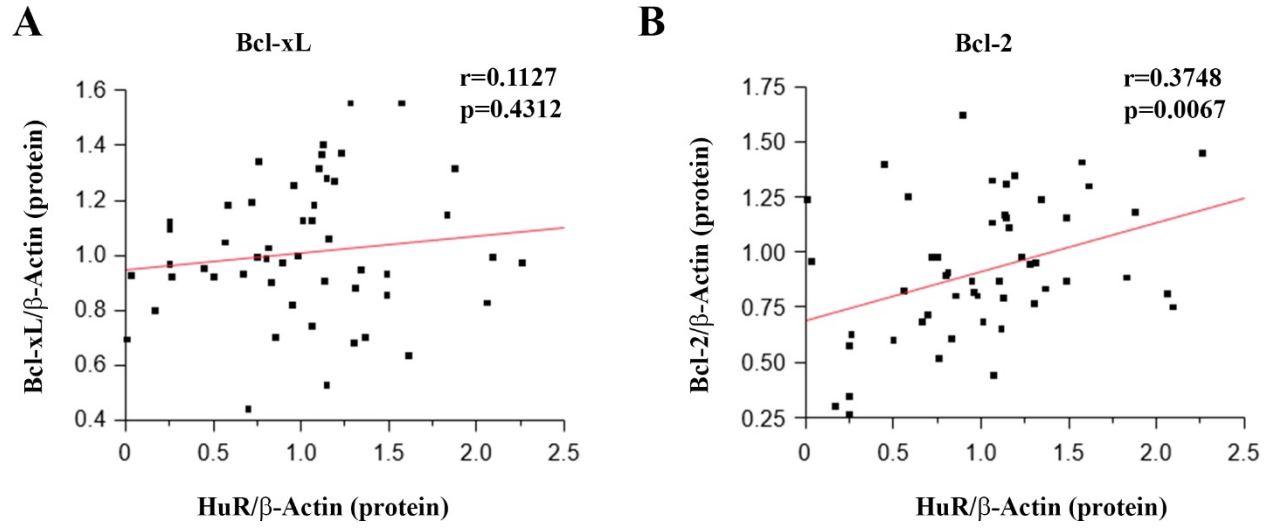 A
Bcl-xL
r=0.1127
p=0.4312
Bcl-xL/β-Actin (protein)
1.6
1.4
1.2
1.0
0.8
0.6
0.4
0
0.5
1.0
1.5
2.0
2.5
HuR/β-Actin (protein)
B
Bcl-2
r=0.3748
p=0.0067
Bcl-2/β-Actin (protein)
1.75
1.50
1.25
1.00
0.75
0.50
0.25
0
0.5
1.0
1.5
2.0
2.5
HuR/β-Actin (protein)